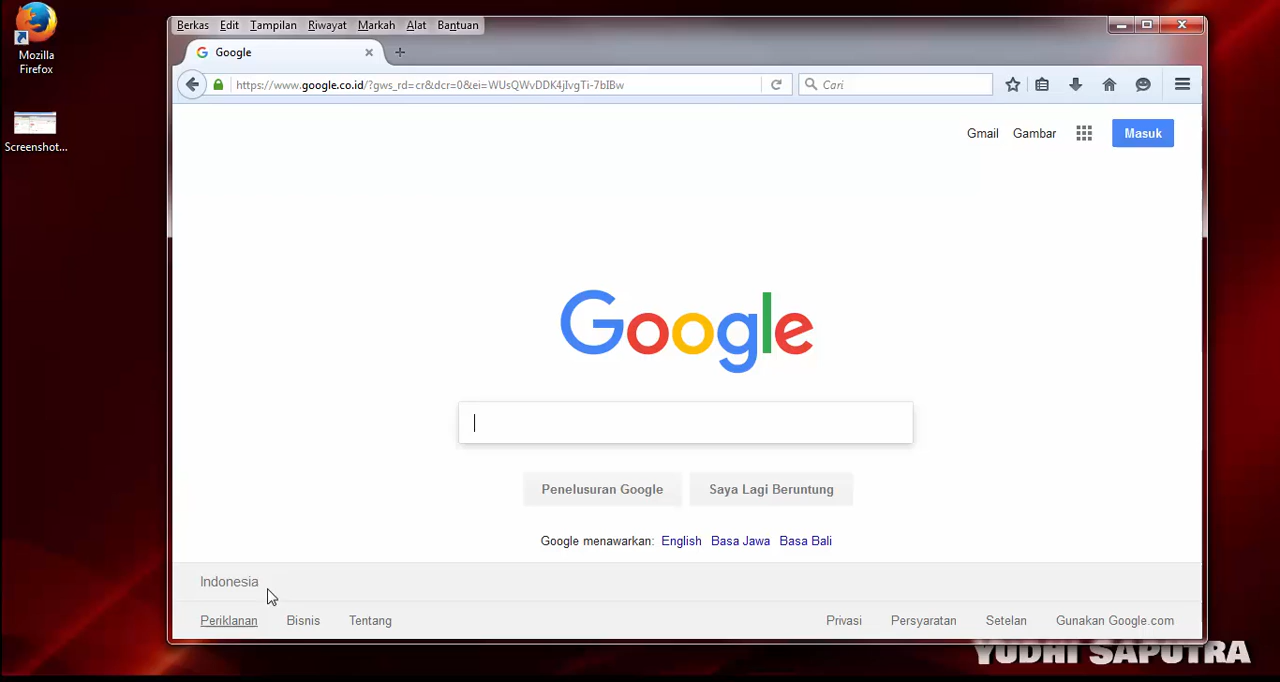 Mozilla
Firefox
Screenshot...
Berkas Edit Tampilan Riwayat Markah Alat Bantuan
Google
https://www.google.co.id/?gws_rd=cr&dcr=0&ei=WUsQWvDDK4jIvgTi-7bIBw
Cari
Gmail Gambar Masuk
Google
Penelusuran Google Saya Lagi Beruntung
Google menawarkan: English Basa Jawa Basa Bali
Indonesia
Periklanan Bisnis Tentang Privasi Persyaratan Setelan Gunakan Google.com
YUDHI SAPUTRA